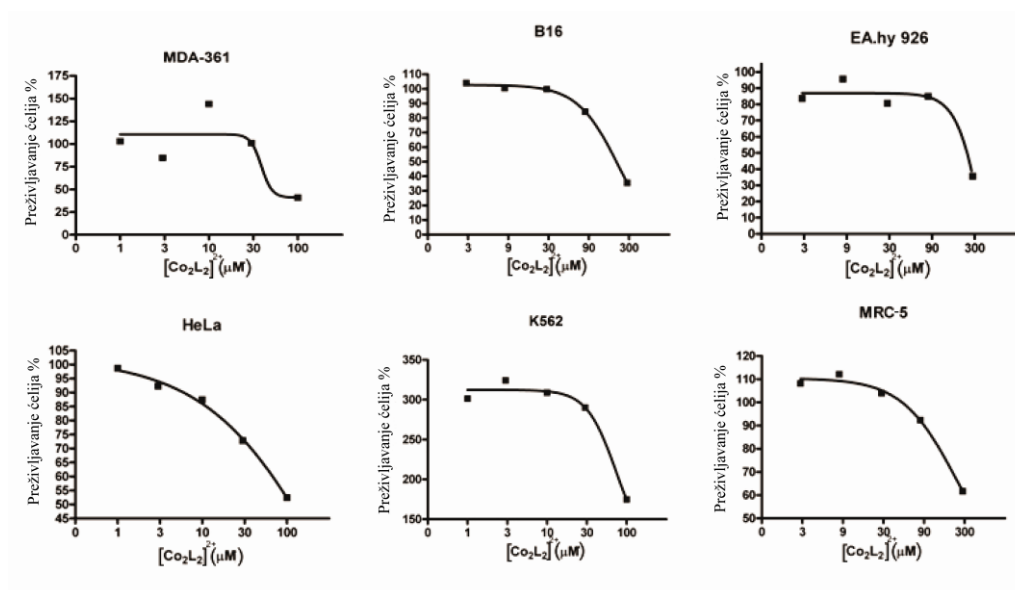 MDA-361
Preživljavanje ćelija %
175
150
125
100
75
50
25
0
0 1 3 10 30 100
[Co₂L₂]²⁺(μM)
B16
Preživljavanje ćelija %
110
100
90
80
70
60
50
40
30
20
10
0
0 3 9 30 90 300
[Co₂L₂]²⁺(μM)
EA.hy 926
Preživljavanje ćelija %
100
90
80
70
60
50
40
30
20
10
0
0 3 9 30 90 300
[Co₂L₂]²⁺(μM)
HeLa
Preživljavanje ćelija %
105
100
95
90
85
80
75
70
65
60
55
50
45
0 1 3 10 30 100
[Co₂L₂]²⁺(μM)
K562
Preživljavanje ćelija %
350
300
250
200
150
0 1 3 10 30 100
[Co₂L₂]²⁺(μM)
MRC-5
Preživljavanje ćelija %
120
110
100
90
80
70
60
50
0 3 9 30 90 300
[Co₂L₂]²⁺(μM)